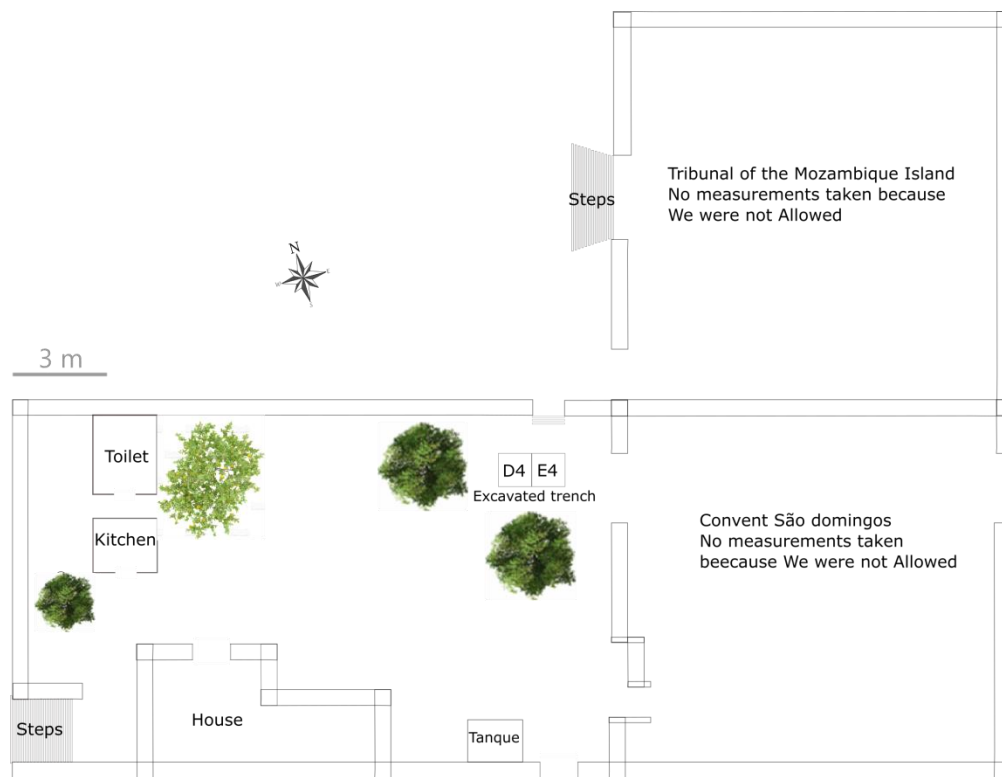 Tribunal of the Mozambique Island
No measurements taken because
We were not Allowed
Steps
N
3 m
Toilet
D4 E4
Excavated trench
Kitchen
Convent São domingos
No measurements taken
beecause We were not Allowed
House
Steps
Tanque